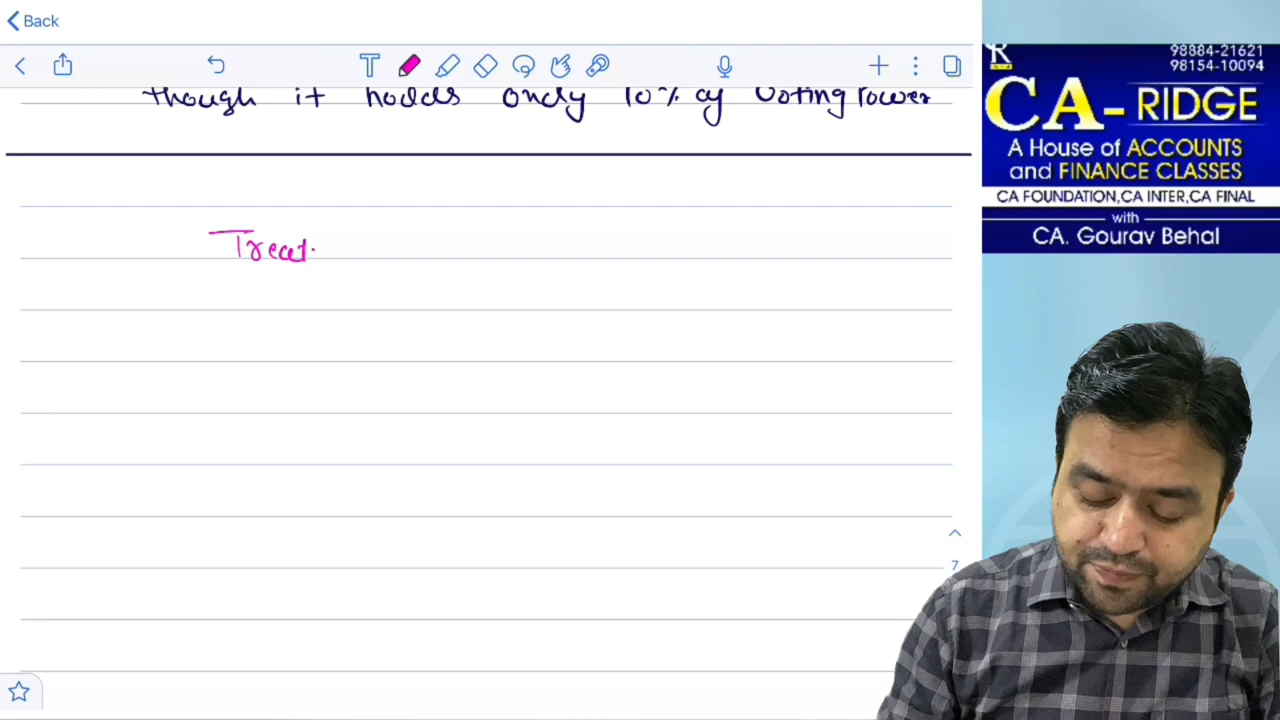 Back
though it holds only 10% of Voting Power
Treat
7
98884-21621
98154-10094
CA- RIDGE
A House of ACCOUNTS
and FINANCE CLASSES
CA FOUNDATION,CA INTER,CA FINAL
with
CA. Gourav Behal